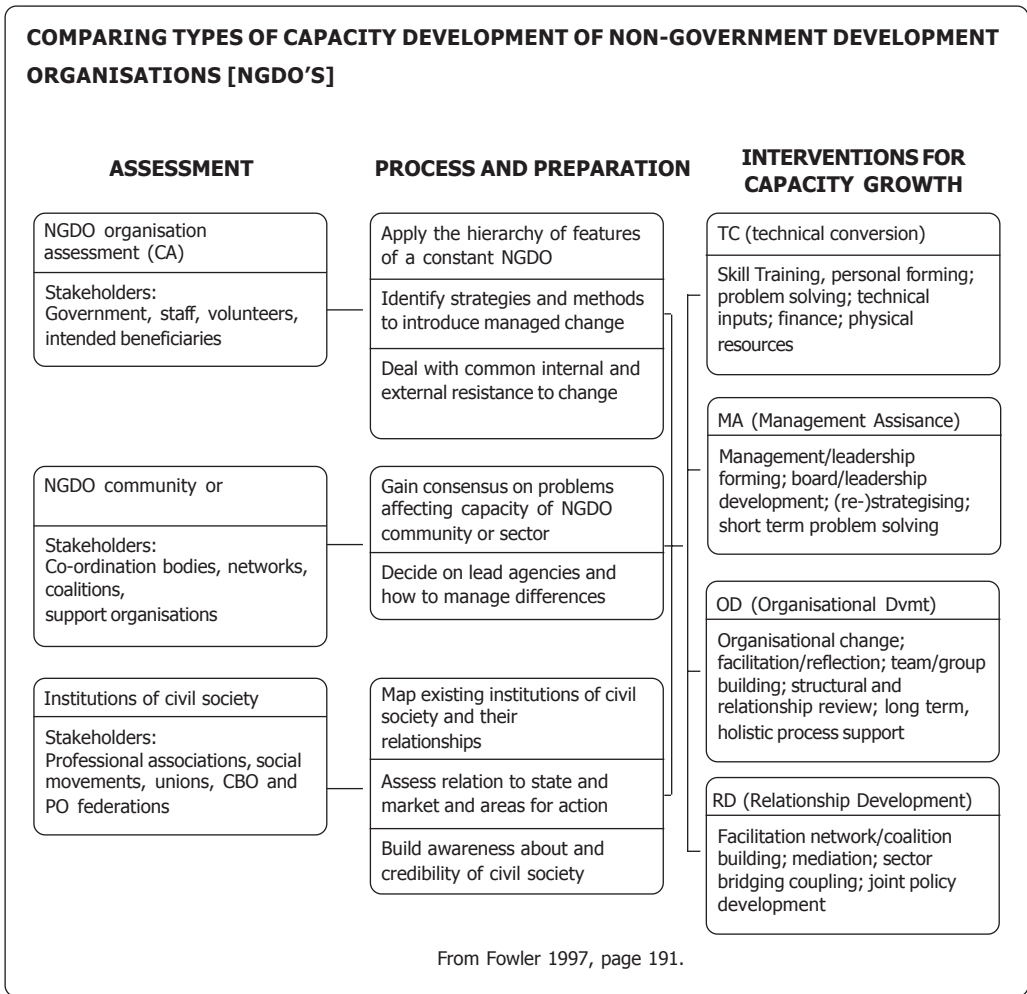 COMPARING TYPES OF CAPACITY DEVELOPMENT OF NON-GOVERNMENT DEVELOPMENT
ORGANISATIONS [NGDO'S]
ASSESSMENT
NGDO organisation
assessment (CA)
Stakeholders:
Government, staff, volunteers,
intended beneficiaries
NGDO community or
Stakeholders:
Co-ordination bodies, networks,
coalitions,
support organisations
Institutions of civil society
Stakeholders:
Professional associations, social
movements, unions, CBO and
PO federations
PROCESS AND PREPARATION
Apply the hierarchy of features
of a constant NGDO
Identify strategies and methods
to introduce managed change
Deal with common internal and
external resistance to change
Gain consensus on problems
affecting capacity of NGDO
community or sector
Decide on lead agencies and
how to manage differences
Map existing institutions of civil
society and their
relationships
Assess relation to state and
market and areas for action
Build awareness about and
credibility of civil society
INTERVENTIONS FOR
CAPACITY GROWTH
TC (technical conversion)
Skill Training, personal forming;
problem solving; technical
inputs; finance; physical
resources
MA (Management Assisance)
Management/leadership
forming; board/leadership
development; (re-)strategising;
short term problem solving
OD (Organisational Dvmt)
Organisational change;
facilitation/reflection; team/group
building; structural and
relationship review; long term,
holistic process support
RD (Relationship Development)
Facilitation network/coalition
building; mediation; sector
bridging coupling; joint policy
development
From Fowler 1997, page 191.